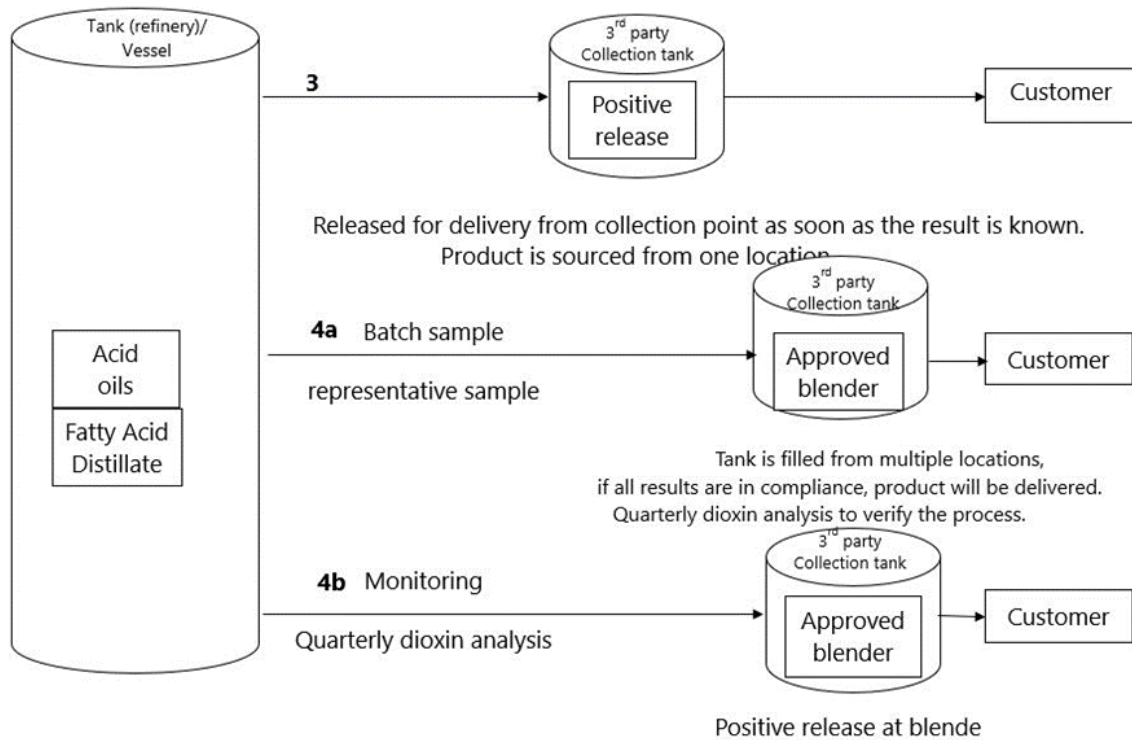 Tank (refinery)/
Vessel
3rd party
Collection tank
3
Positive
release
Customer
Released for delivery from collection point as soon as the result is known.
Product is sourced from one location
3rd party
Collection tank
4a Batch sample
Approved
blender
Customer
representative sample
Acid
oils
Fatty Acid
Distillate
Tank is filled from multiple locations,
if all results are in compliance, product will be delivered.
Quarterly dioxin analysis to verify the process.
3rd party
Collection tank
4b Monitoring
Approved
blender
Customer
Quarterly dioxin analysis
Positive release at blende